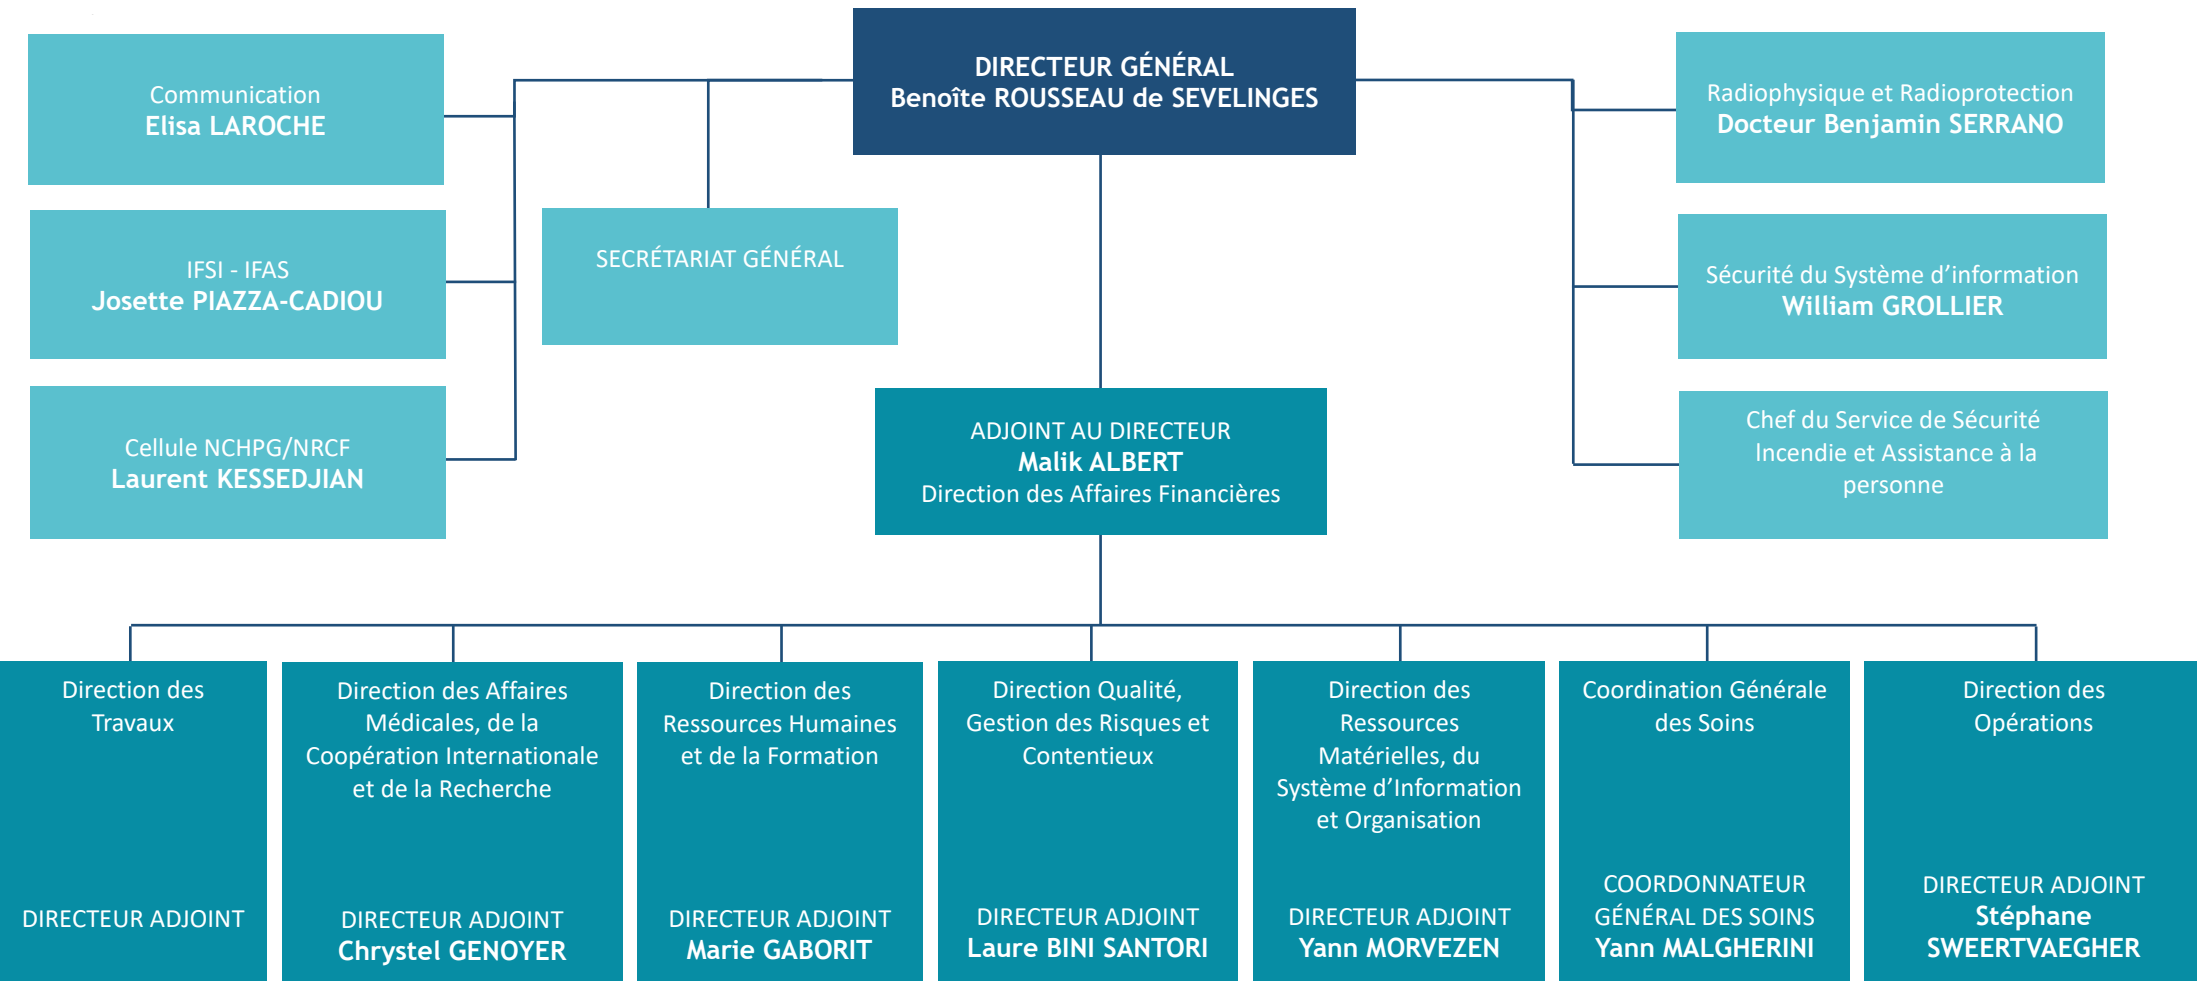 DIRECTEUR GÉNÉRAL
Benoîte ROUSSEAU de SEVELINGES
Communication
Elisa LAROCHE
IFSI - IFAS
Josette PIAZZA-CADIOU
Cellule NCHPG/NRCF
Laurent KESSEDJIAN
SECRÉTARIAT GÉNÉRAL
Radiophysique et Radioprotection
Docteur Benjamin SERRANO
Sécurité du Système d’information
William GROLLIER
Chef du Service de Sécurité
Incendie et Assistance à la
personne
ADJOINT AU DIRECTEUR
Malik ALBERT
Direction des Affaires Financières
Direction des
Travaux
DIRECTEUR ADJOINT
Direction des Affaires
Médicales, de la
Coopération Internationale
et de la Recherche
DIRECTEUR ADJOINT
Chrystel GENOYER
Direction des
Ressources Humaines
et de la Formation
DIRECTEUR ADJOINT
Marie GABORIT
Direction Qualité,
Gestion des Risques et
Contentieux
DIRECTEUR ADJOINT
Laure BINI SANTORI
Direction des
Ressources
Matérielles, du
Système d’Information
et Organisation
DIRECTEUR ADJOINT
Yann MORVEZEN
Coordination Générale
des Soins
COORDONNATEUR
GÉNÉRAL DES SOINS
Yann MALGHERINI
Direction des
Opérations
DIRECTEUR ADJOINT
Stéphane
SWEERTVAEGHER